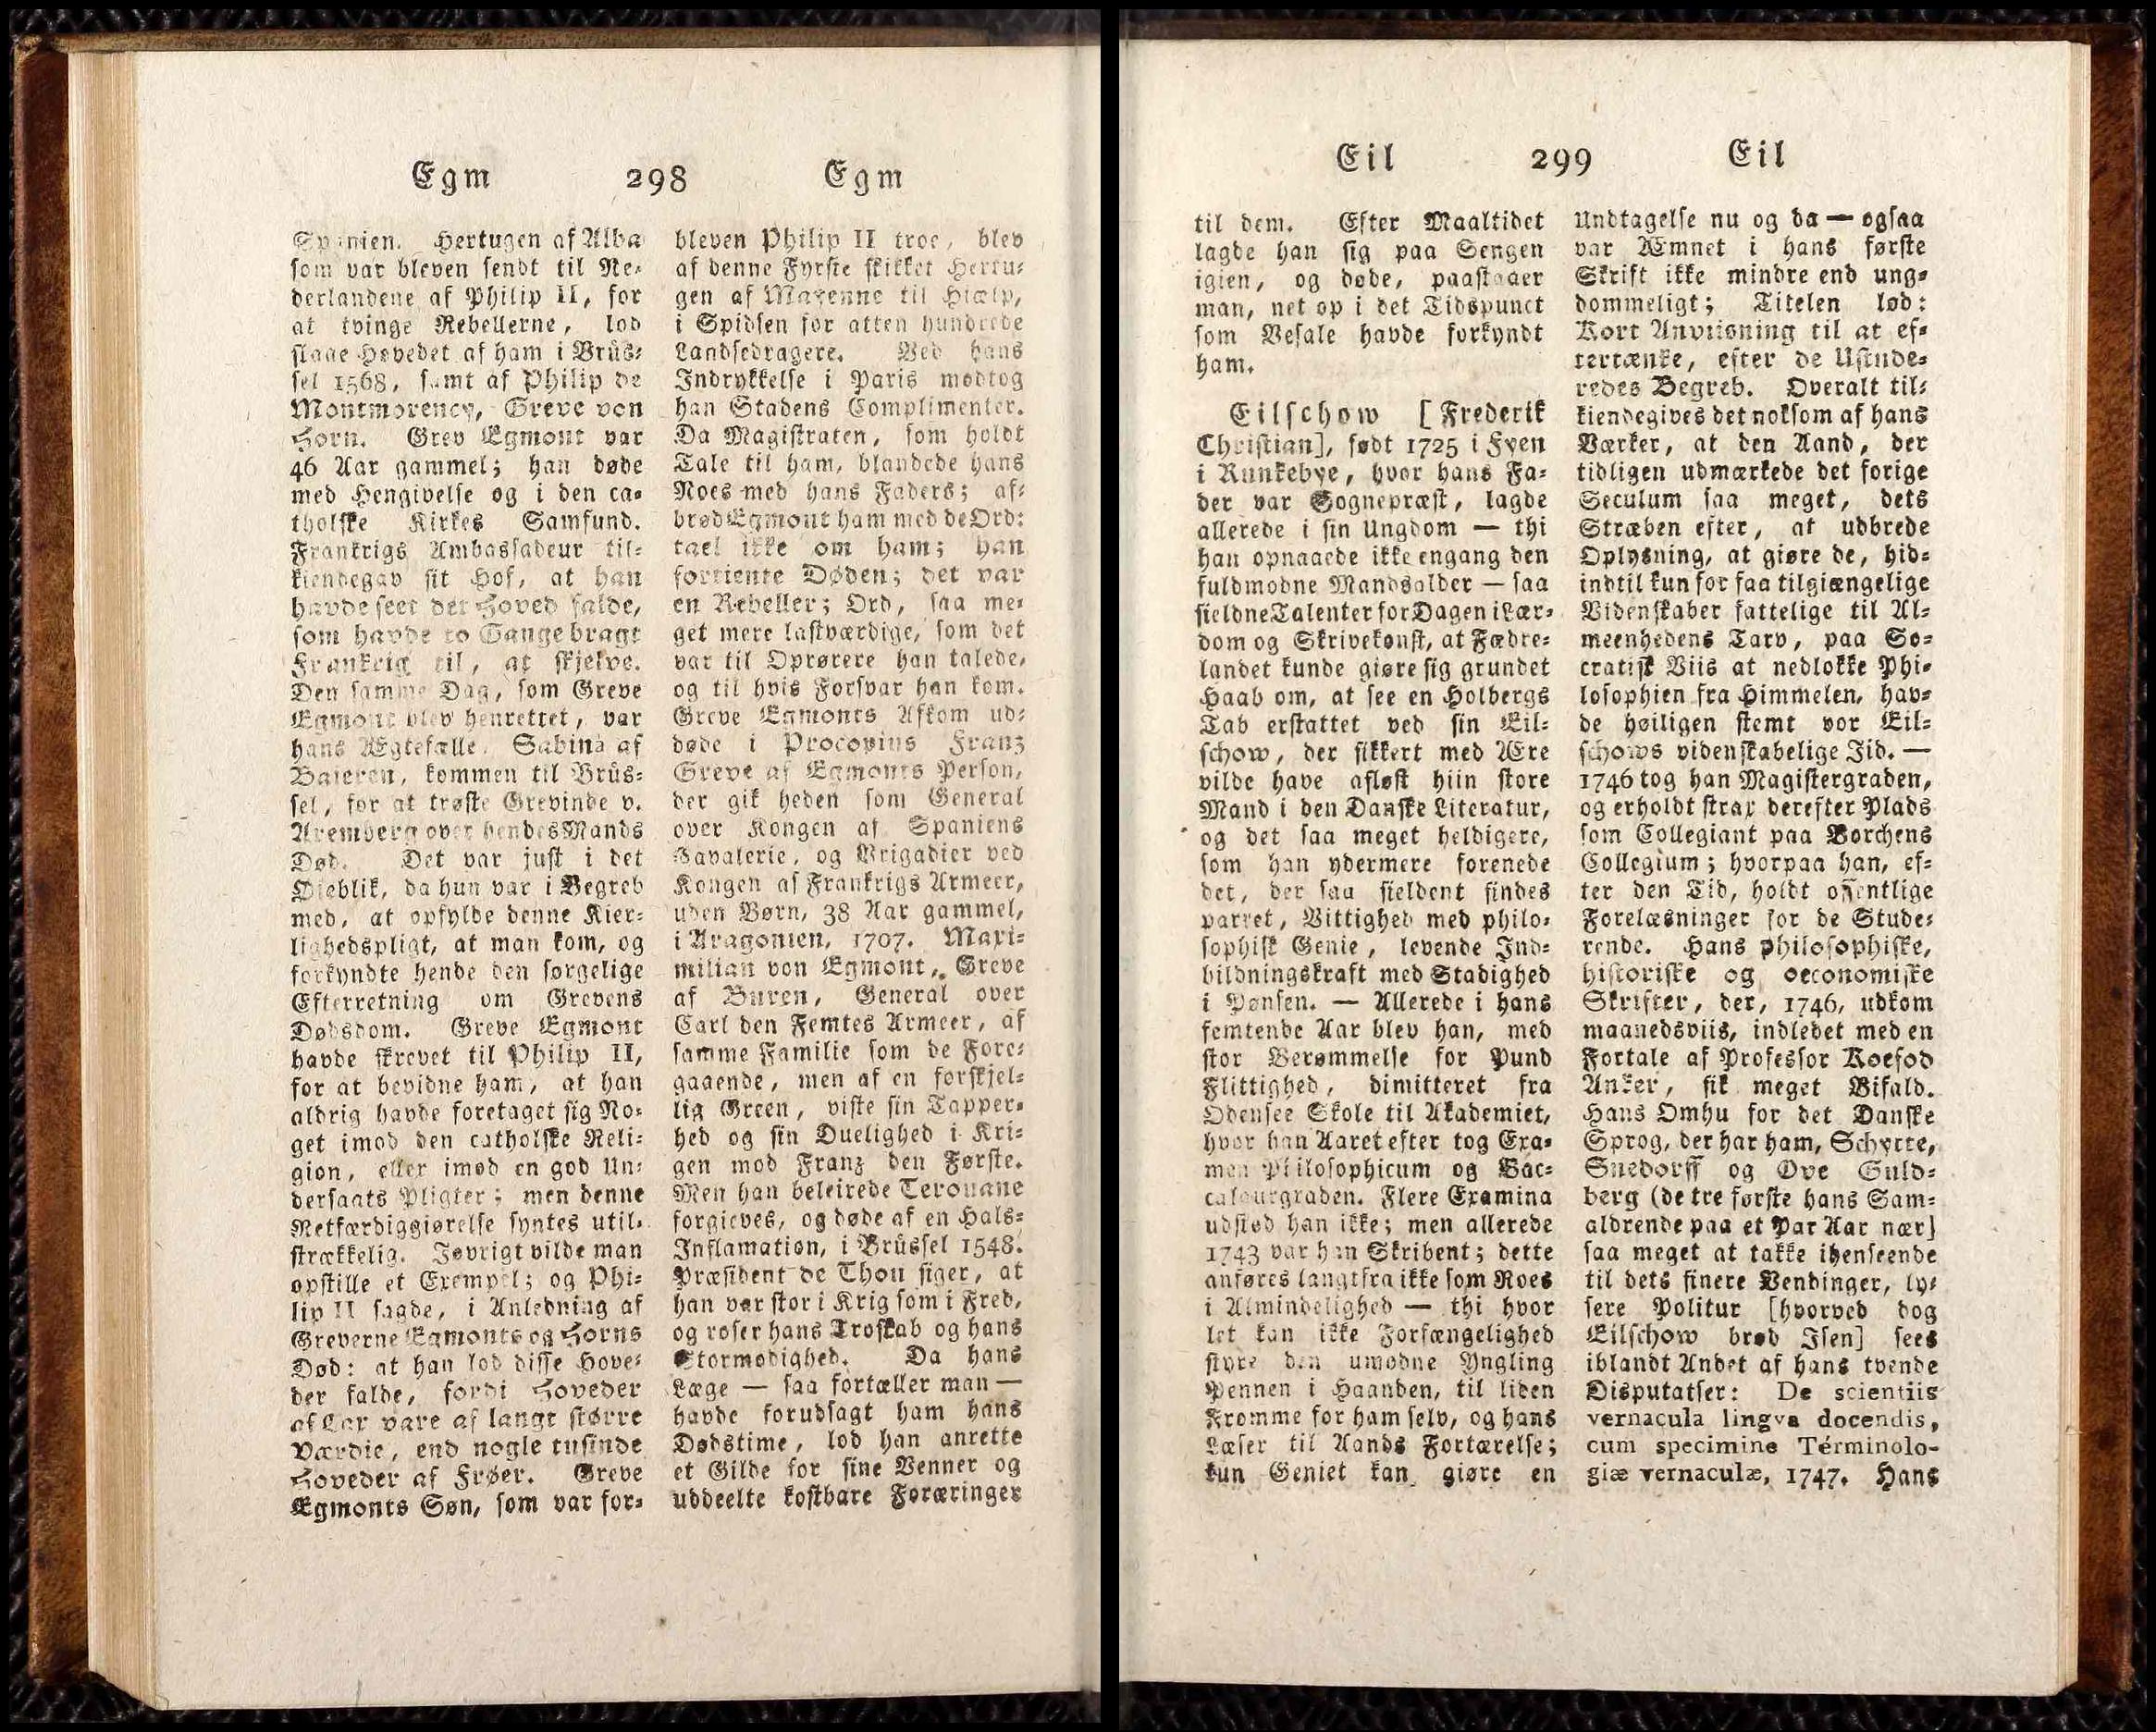 Egm 298 Egm
Spanien. Hertugen af Alba
som var bleven sendt til Ne-
derlandene af Philip II, for
at tvinge Rebellerne, lod
slaae Hovedet af ham i Brüs-
sel 1568, samt af Philip de
Montmorency, Greve von
Horn. Grev Egmont var
46 Aar gammel; han døde
med Hengivelse og i den ca-
tholske Kirkes Samfund.
Frankrigs Ambassadeur til-
kiendegav sit Hof, at han
havde seet det Hoved falde,
som havde to Gange bragt
Frankrig til, at skjelve.
Den samme Dag, som Greve
Egmont blev henrettet, var
hans Ægtefælle, Sabina af
Baieren, kommen til Brüs-
sel, for at trøste Grevinde v.
Aremberg over hendes Mands
Død. Det var just i det
Øieblik, da hun var i Begreb
med, at opfylde denne Kier-
lighedspligt, at man kom, og
forkyndte hende den sørgelige
Efterretning om Grevens
Dødsdom. Greve Egmont
havde skrevet til Philip II,
for at bevidne ham, at han
aldrig havde foretaget sig No-
get imod den catholske Reli-
gion, eller imod en god Un-
dersaats Pligter; men denne
Retfærdiggiørelse syntes util-
strækkelig. Iøvrigt vilde man
opstille et Exempel; og Phi-
lip II sagde, i Anledning af
Greverne Egmonts og Horns
Død: at han lod disse Hove-
der falde, fordi Hoveder
af Lax vare af langt større
Værdie, end nogle tusinde
Hoveder af Frøer. Greve
Egmonts Søn, som var for-
bleven Philip II troe, blev
af denne Fyrste skikket Hertu-
gen af Mayenne til Hiælp,
i Spidsen for atten hundrede
Landsedragere. Ved hans
Indrykkelse i Paris modtog
han Stadens Complimenter.
Da Magistraten, som holdt
Tale til ham, blandede hans
Roes med hans Faders; af-
brød Egmont ham med de Ord:
tael ikke om ham; han
fortiente Døden; det var
en Rebeller; Ord, saa me-
get mere lastværdige, som det
var til Oprørere han talede,
og til hvis Forsvar han kom.
Greve Egmonts Afkom ud-
døde i Procopius Franz
Greve af Egmonts Person,
der gik heden som General
over Kongen af Spaniens
Cavalerie, og Brigadier ved
Kongen af Frankrigs Armeer,
uden Børn, 38 Aar gammel,
i Aragonien, 1707. Maxi-
milian von Egmont, Greve
af Buren, General over
Carl den Femtes Armeer, af
samme Familie som de Fore-
gaaende, men af en forskjel-
lig Green, viste sin Tapper-
hed og sin Duelighed i Kri-
gen mod Franz den Første.
Men han beleirede Terouane
forgieves, og døde af en Hals-
Inflamation, i Brüssel 1548.
Præsident de Thou siger, at
han var stor i Krig som i Fred,
og roser hans Troskab og hans
Stormodighed. Da hans
Læge — saa fortæller man —
havde forudsagt ham hans
Dødstime, lod han anrette
et Gilde for sine Venner og
uddeelte kostbare Foræringer
Eil 299 Eil
til dem. Efter Maaltidet
lagde han sig paa Sengen
igien, og døde, paastaaer
man, net op i det Tidspunct
som Vesale havde forkyndt
ham.
Eilschow [Frederik
Christian], født 1725 i Fyen
i Runkebye, hvor hans Fa-
der var Sognepræst, lagde
allerede i sin Ungdom — thi
han opnaaede ikke engang den
fuldmodne Mandsalder — saa
sieldne Talenter for Dagen i Lær-
dom og Skrivekonst, at Fædre-
landet kunde giøre sig grundet
Haab om, at see en Holbergs
Tab erstattet ved sin Eil-
schow, der sikkert med Ære
vilde have afløst hiin store
Mand i den Danske Literatur,
og det saa meget heldigere,
som han ydermere forenede
det, der saa sieldent findes
parret, Vittighed med philo-
sophisk Genie, levende Ind-
bildningskraft med Stadighed
i Pønsen. — Allerede i hans
femtende Aar blev han, med
stor Berømmelse for Pund
Flittighed, dimitteret fra
Odensee Skole til Akademiet,
hvor han Aaret efter tog Exa-
men Philosophicum og Bac-
calaurgraden. Flere Examina
udstod han ikke; men allerede
1743 var han Skribent; dette
anføres langtfra ikke som Roes
i Almindelighed — thi hvor
let kan ikke Forfængelighed
styre den umodne Yngling
Pennen i Haanden, til liden
Fromme for ham selv, og hans
Læser til Aands Fortærelse;
kun Geniet kan giøre en
Undtagelse nu og da — ogsaa
var Æmnet i hans første
Skrift ikke mindre end ung-
dommeligt; Titelen lød:
Kort Anviisning til at ef-
tertænke, efter de Ustude-
redes Begreb. Overalt til-
kiendegives det noksom af hans
Værker, at den Aand, der
tidligen udmærkede det forige
Seculum saa meget, dets
Stræben efter, at udbrede
Oplysning, at giøre de, hid-
indtil kun for faa tilgiængelige
Videnskaber fattelige til Al-
meenhedens Tarv, paa So-
cratisk Viis at nedlokke Phi-
losophien fra Himmelen, hav-
de høiligen stemt vor Eil-
schows videnskabelige Jid. —
1746 tog han Magistergraden,
og erholdt strax derefter Plads
som Collegiant paa Borchens
Collegium; hvorpaa han, ef-
ter den Tid, holdt offentlige
Forelæsninger for de Stude-
rende. Hans philosophiske,
historiske og oeconomiske
Skrifter, der, 1746, udkom
maanedsviis, indledet med en
Fortale af Professor Koefod
Anker, fik meget Bifald.
Hans Omhu for det Danske
Sprog, der har ham, Schytte,
Snedorff og Ove Guld-
berg (de tre første hans Sam-
aldrende paa et Par Aar nær]
saa meget at takke ihenseende
til dets finere Vendinger, ly-
sere Politur [hvorved dog
Eilschow brød Isen] sees
iblandt Andet af hans tvende
Disputatser: De scientiis
vernacula lingva docendis,
cum specimine Términolo-
giæ vernaculæ, 1747. Hans